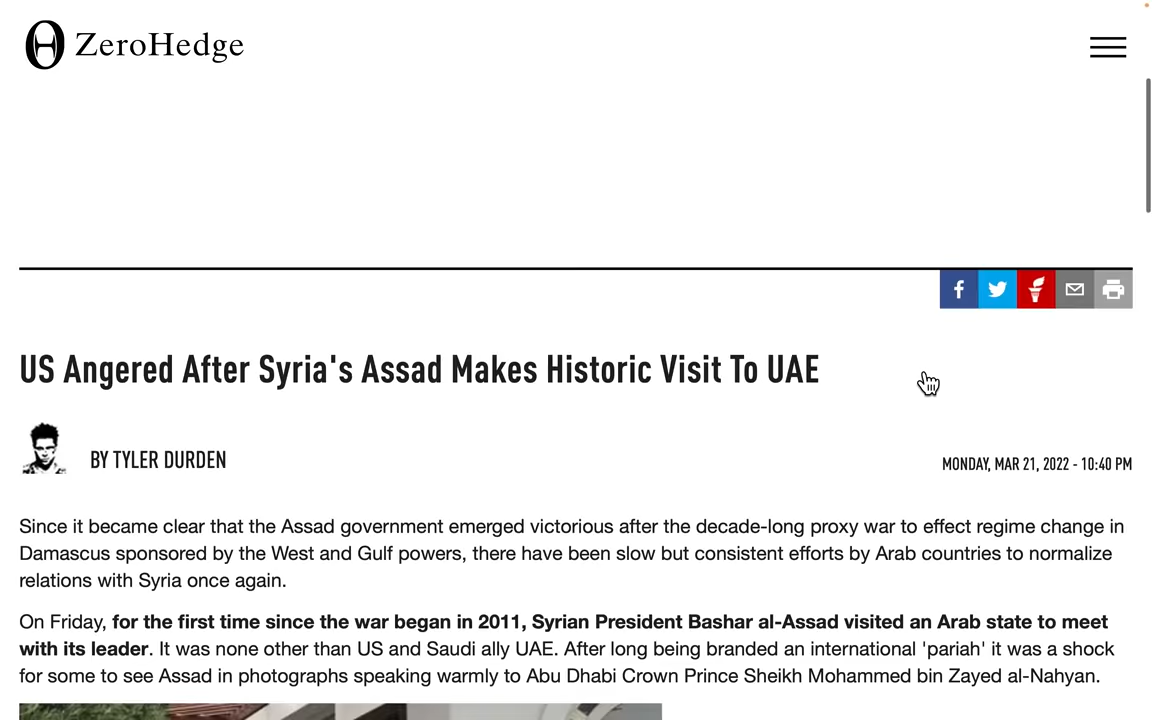 ZeroHedge
US Angered After Syria's Assad Makes Historic Visit To UAE
BY TYLER DURDEN
MONDAY, MAR 21, 2022 - 10:40 PM
Since it became clear that the Assad government emerged victorious after the decade-long proxy war to effect regime change in
Damascus sponsored by the West and Gulf powers, there have been slow but consistent efforts by Arab countries to normalize
relations with Syria once again.
On Friday, for the first time since the war began in 2011, Syrian President Bashar al-Assad visited an Arab state to meet
with its leader. It was none other than US and Saudi ally UAE. After long being branded an international 'pariah' it was a shock
for some to see Assad in photographs speaking warmly to Abu Dhabi Crown Prince Sheikh Mohammed bin Zayed al-Nahyan.